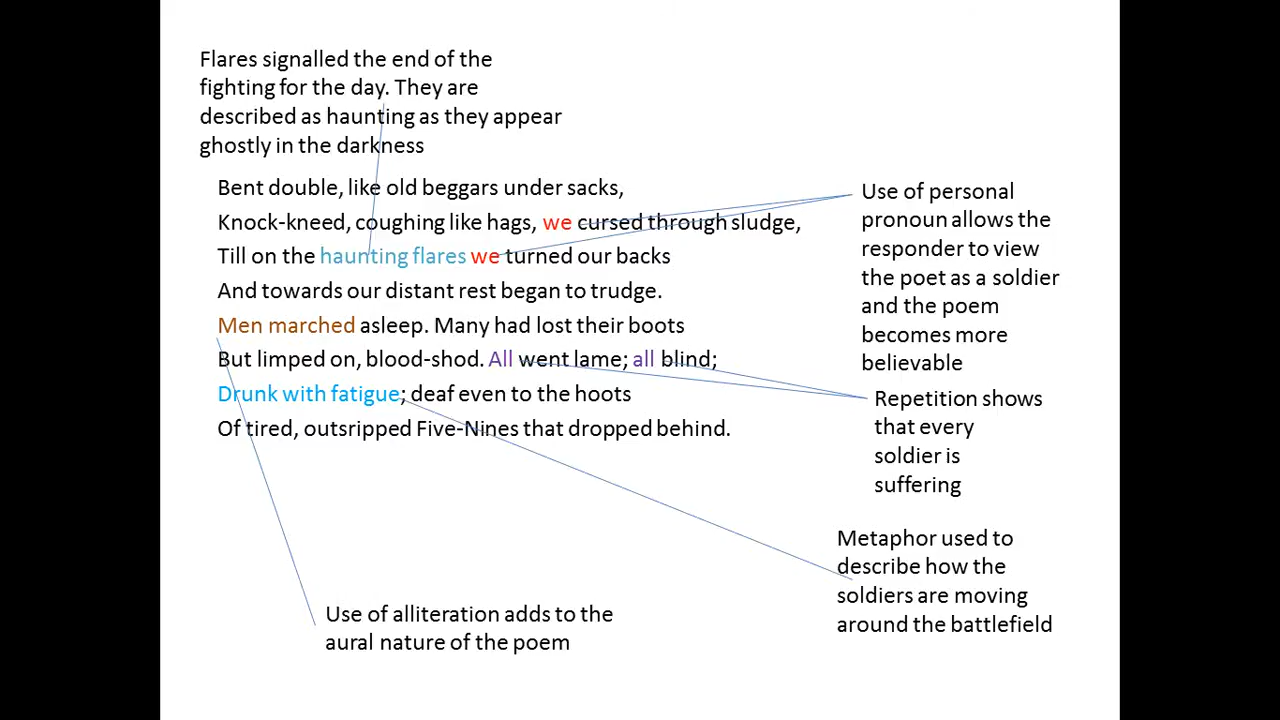 Flares signalled the end of the
fighting for the day. They are
described as haunting as they appear
ghostly in the darkness
Bent double, like old beggars under sacks,
Knock-kneed, coughing like hags, we cursed through sludge,
Till on the haunting flares we turned our backs
And towards our distant rest began to trudge.
Men marched asleep. Many had lost their boots
But limped on, blood-shod. All went lame; all blind;
Drunk with fatigue; deaf even to the hoots
Of tired, outsripped Five-Nines that dropped behind.
Use of personal
pronoun allows the
responder to view
the poet as a soldier
and the poem
becomes more
believable
Repetition shows
that every
soldier is
suffering
Metaphor used to
describe how the
soldiers are moving
around the battlefield
Use of alliteration adds to the
aural nature of the poem